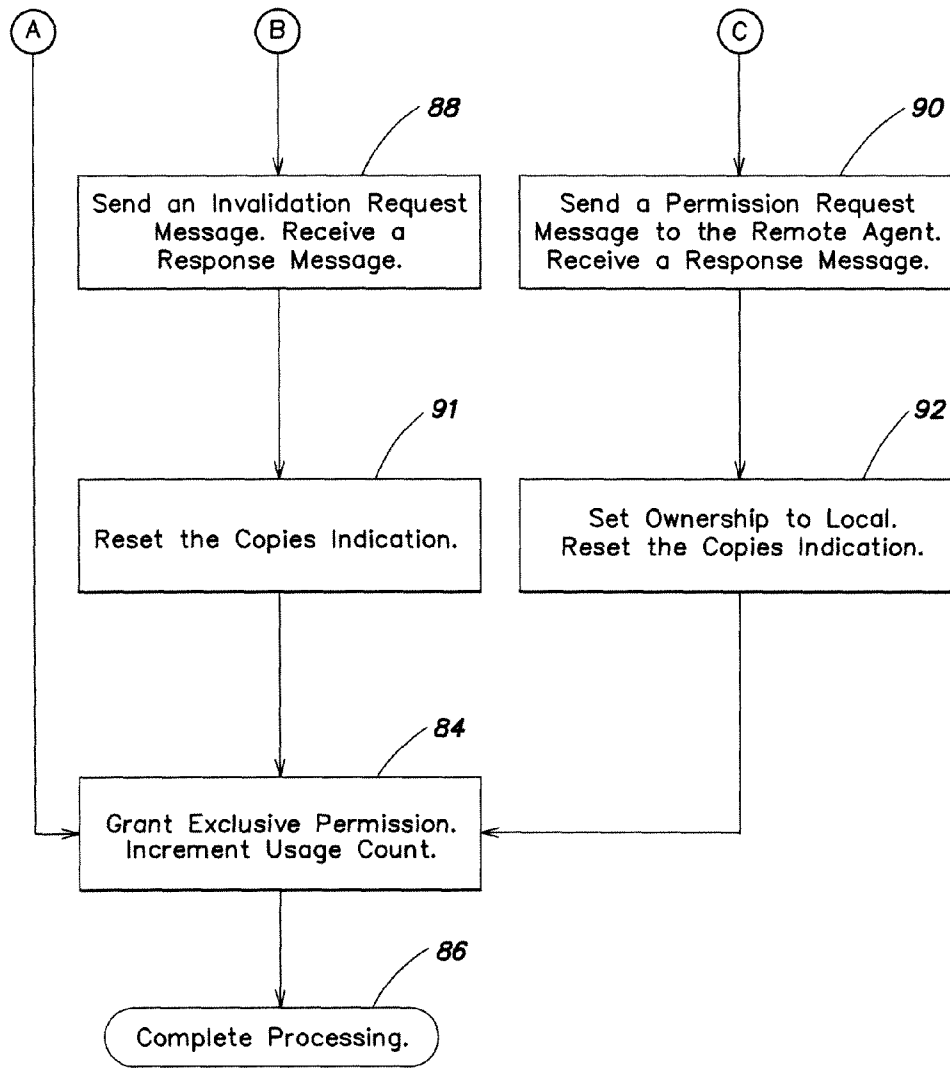 A
B
C
88
90
Send an Invalidation Request
Message. Receive a
Response Message.
Send a Permission Request
Message to the Remote Agent.
Receive a Response Message.
91
92
Reset the Copies Indication.
Set Ownership to Local.
Reset the Copies Indication.
84
Grant Exclusive Permission.
Increment Usage Count.
86
Complete Processing.